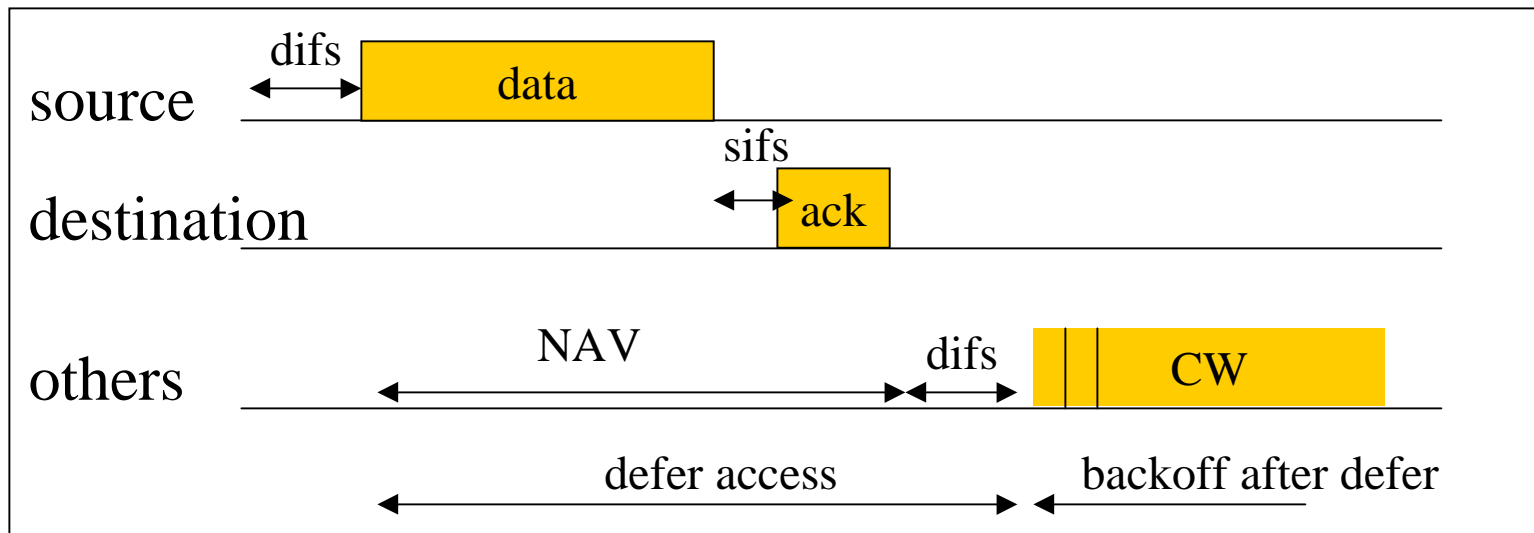 difs
data
source
sifs
ack
destination
NAV
difs
CW
others
defer access
backoff after defer